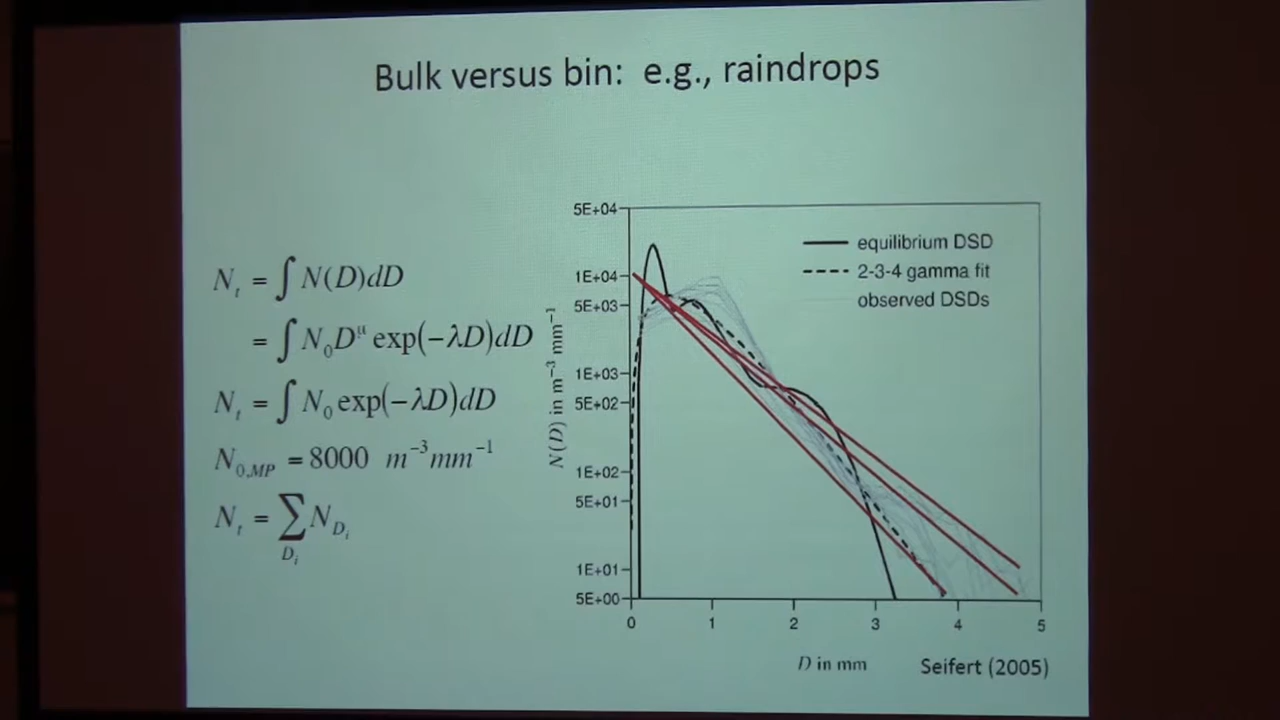 Bulk versus bin: e.g., raindrops
N_t = ∫ N(D)dD
= ∫ N_0 D^μ exp(−λD)dD
N_t = ∫ N_0 exp(−λD)dD
N_0,MP = 8000 m^−3 mm^−1
N_t = ∑_{D_i} N_{D_i}
equilibrium DSD
2-3-4 gamma fit
observed DSDs
N(D) in m^−3 mm^−1
5E+04
1E+04
5E+03
1E+03
5E+02
1E+02
5E+01
1E+01
5E+00
0 1 2 3 4 5
D in mm
Seifert (2005)